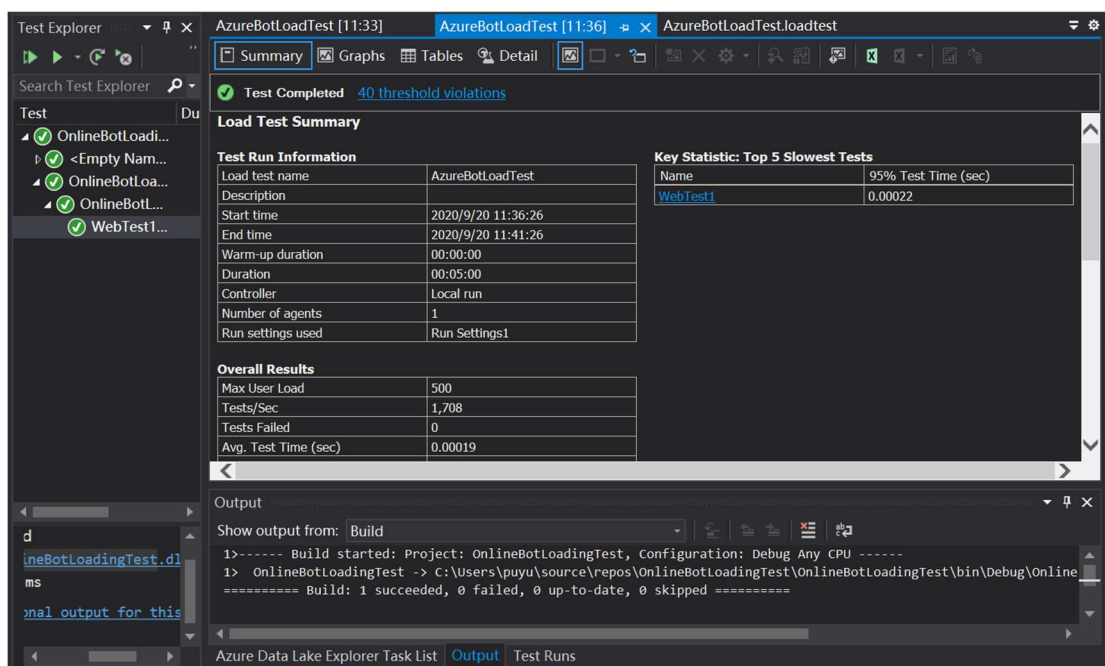 Test Explorer
Search Test Explorer
Test Du
OnlineBotLoadi...
<Empty Nam...
OnlineBotLoa...
OnlineBotL...
WebTest1...
d
ineBotLoadingTest.dl
ms
onal output for this
AzureBotLoadTest [11:33] AzureBotLoadTest [11:36] AzureBotLoadTest.loadtest
Summary Graphs Tables Detail
Test Completed 40 threshold violations
Load Test Summary
Test Run Information
Load test name AzureBotLoadTest
Description
Start time 2020/9/20 11:36:26
End time 2020/9/20 11:41:26
Warm-up duration 00:00:00
Duration 00:05:00
Controller Local run
Number of agents 1
Run settings used Run Settings1
Key Statistic: Top 5 Slowest Tests
Name 95% Test Time (sec)
WebTest1 0.00022
Overall Results
Max User Load 500
Tests/Sec 1,708
Tests Failed 0
Avg. Test Time (sec) 0.00019
Output
Show output from: Build
1>------ Build started: Project: OnlineBotLoadingTest, Configuration: Debug Any CPU ------
1> OnlineBotLoadingTest -> C:\Users\puyu\source\repos\OnlineBotLoadingTest\OnlineBotLoadingTest\bin\Debug\Online
========== Build: 1 succeeded, 0 failed, 0 up-to-date, 0 skipped ==========
Azure Data Lake Explorer Task List Output Test Runs